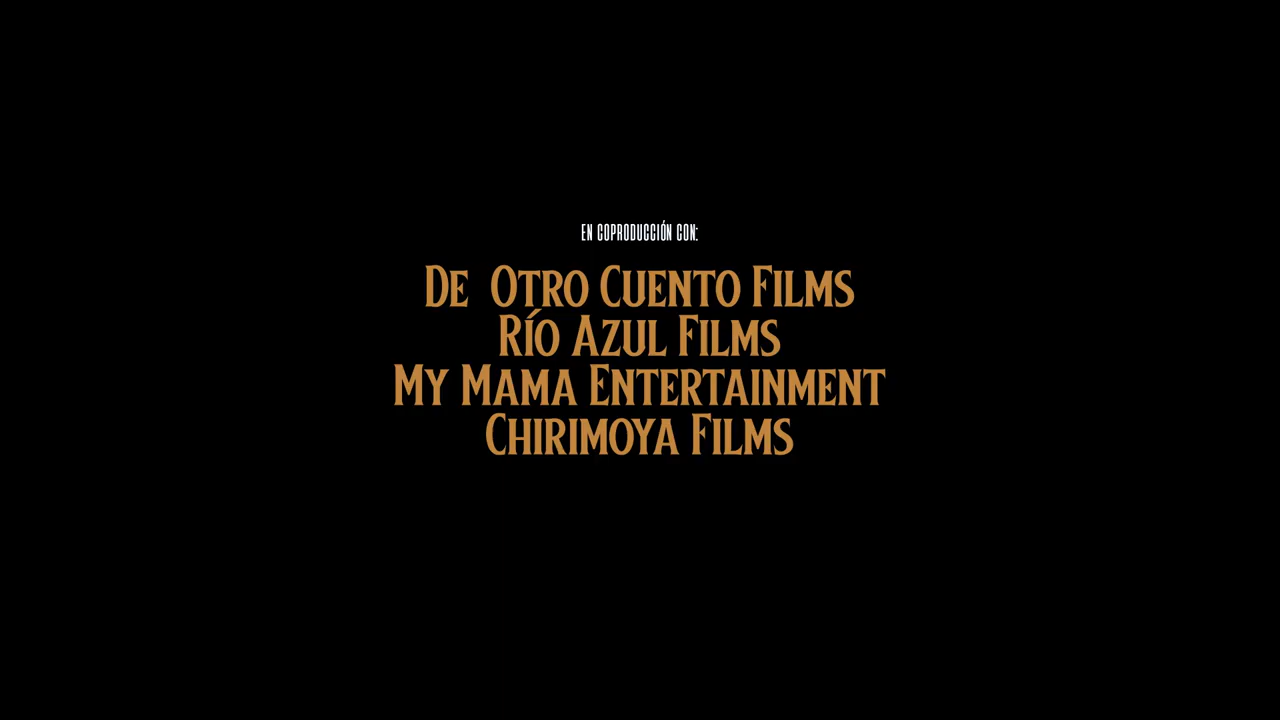 EN COPRODUCCIÓN CON:
DE OTRO CUENTO FILMS
RÍO AZUL FILMS
MY MAMA ENTERTAINMENT
CHIRIMOYA FILMS